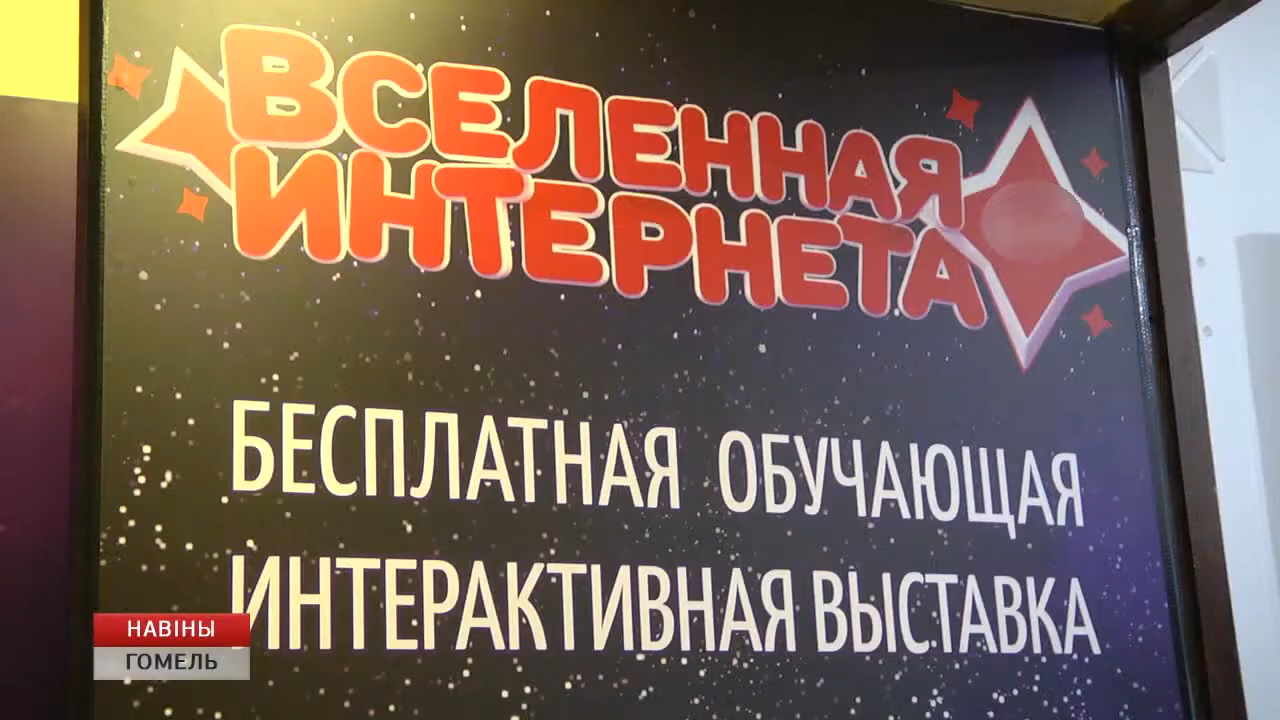 ВСЕЛЕННАЯ
ИНТЕРНЕТА
БЕСПЛАТНАЯ ОБУЧАЮЩАЯ
ИНТЕРАКТИВНАЯ ВЫСТАВКА
НАВІНЫ
ГОМЕЛЬ